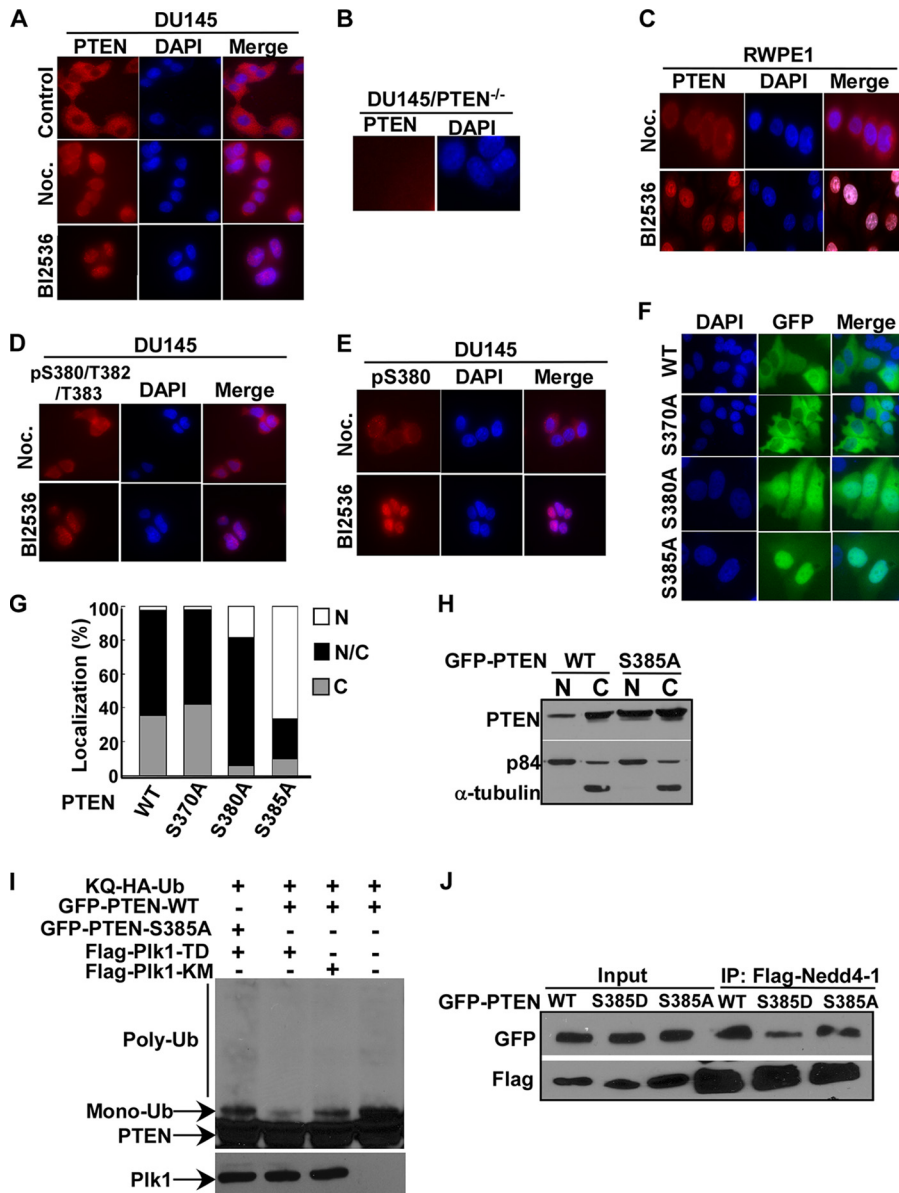 A
DU145
PTEN DAPI Merge
Control
Noc.
BI2536
B
DU145/PTEN-/-
PTEN DAPI
C
RWPE1
PTEN DAPI Merge
Noc.
BI2536
D
DU145
pS380/T382
/T383
DAPI Merge
Noc.
BI2536
E
DU145
pS380 DAPI Merge
Noc.
BI2536
F
DAPI GFP Merge
WT
S370A
S380A
S385A
G
Localization (%)
100
80
60
40
20
0
N
N/C
C
PTEN WT S370A S380A S385A
H
GFP-PTEN WT S385A
N C N C
PTEN
p84
α-tubulin
I
KQ-HA-Ub + + + +
GFP-PTEN-WT - + + +
GFP-PTEN-S385A + - - -
Flag-Plk1-TD + + - -
Flag-Plk1-KM - - + -
Poly-Ub
Mono-Ub
PTEN
Plk1
J
Input IP: Flag-Nedd4-1
GFP-PTEN WT S385D S385A WT S385D S385A
GFP
Flag